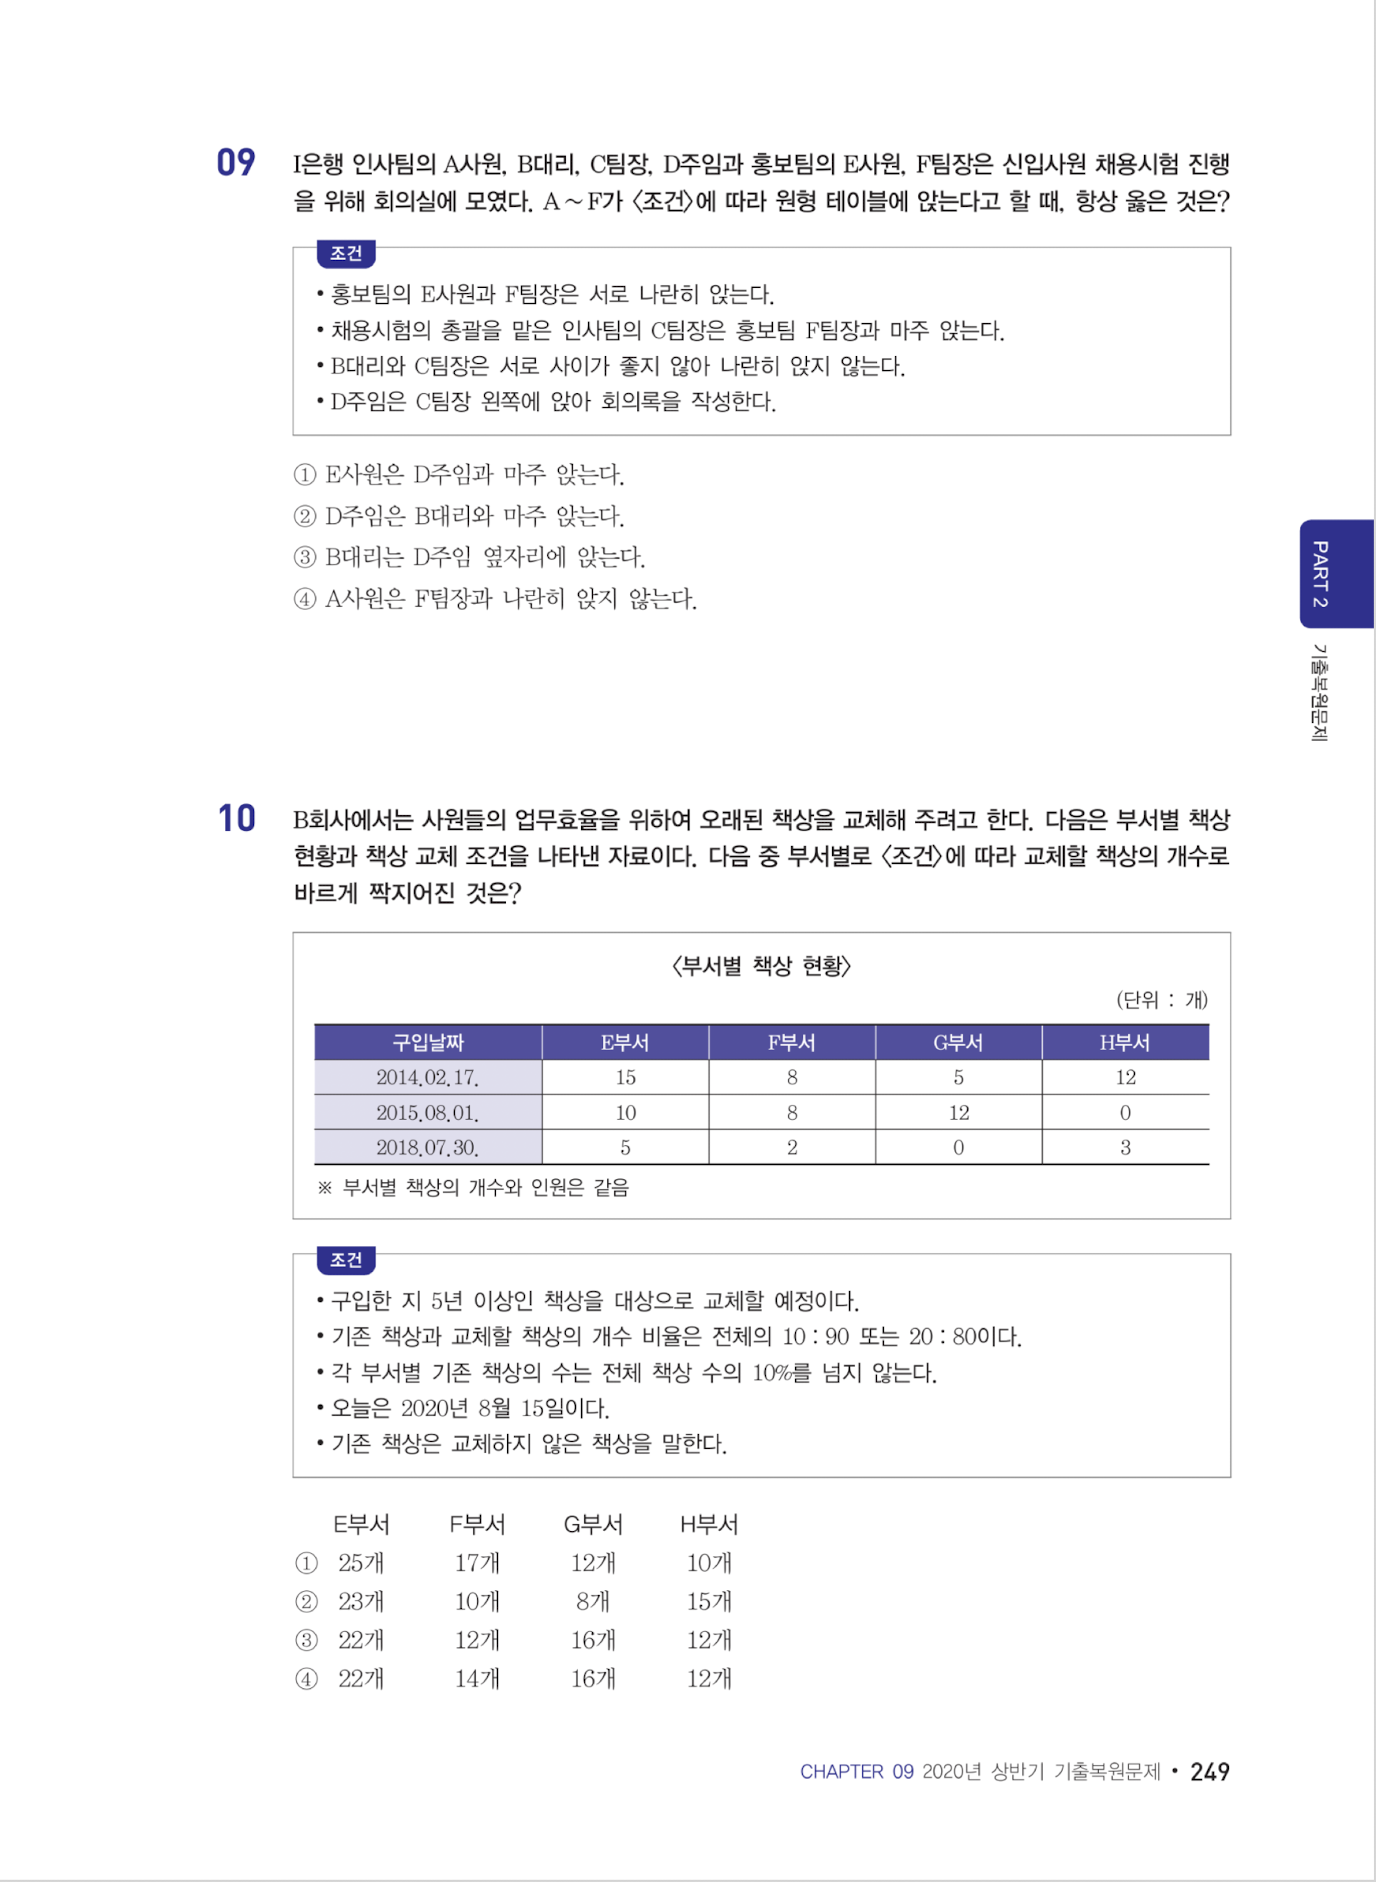 09
I은행 인사팀의 A사원, B대리, C팀장, D주임과 홍보팀의 E사원, F팀장은 신입사원 채용시험 진행
을 위해 회의실에 모였다. A～F가 〈조건〉에 따라 원형 테이블에 앉는다고 할 때, 항상 옳은 것은?
조건
• 홍보팀의 E사원과 F팀장은 서로 나란히 앉는다.
• 채용시험의 총괄을 맡은 인사팀의 C팀장은 홍보팀 F팀장과 마주 앉는다.
• B대리와 C팀장은 서로 사이가 좋지 않아 나란히 앉지 않는다.
• D주임은 C팀장 왼쪽에 앉아 회의록을 작성한다.
① E사원은 D주임과 마주 앉는다.
② D주임은 B대리와 마주 앉는다.
③ B대리는 D주임 옆자리에 앉는다.
④ A사원은 F팀장과 나란히 앉지 않는다.
PART 2
기출복원문제
10
B회사에서는 사원들의 업무효율을 위하여 오래된 책상을 교체해 주려고 한다. 다음은 부서별 책상
현황과 책상 교체 조건을 나타낸 자료이다. 다음 중 부서별로 〈조건〉에 따라 교체할 책상의 개수로
바르게 짝지어진 것은?
〈부서별 책상 현황〉
(단위 : 개)
구입날짜 E부서 F부서 G부서 H부서
2014.02.17. 15 8 5 12
2015.08.01. 10 8 12 0
2018.07.30. 5 2 0 3
※ 부서별 책상의 개수와 인원은 같음
조건
• 구입한 지 5년 이상인 책상을 대상으로 교체할 예정이다.
• 기존 책상과 교체할 책상의 개수 비율은 전체의 10 : 90 또는 20 : 80이다.
• 각 부서별 기존 책상의 수는 전체 책상 수의 10%를 넘지 않는다.
• 오늘은 2020년 8월 15일이다.
• 기존 책상은 교체하지 않은 책상을 말한다.
E부서 F부서 G부서 H부서
① 25개 17개 12개 10개
② 23개 10개 8개 15개
③ 22개 12개 16개 12개
④ 22개 14개 16개 12개
CHAPTER 09 2020년 상반기 기출복원문제 • 249